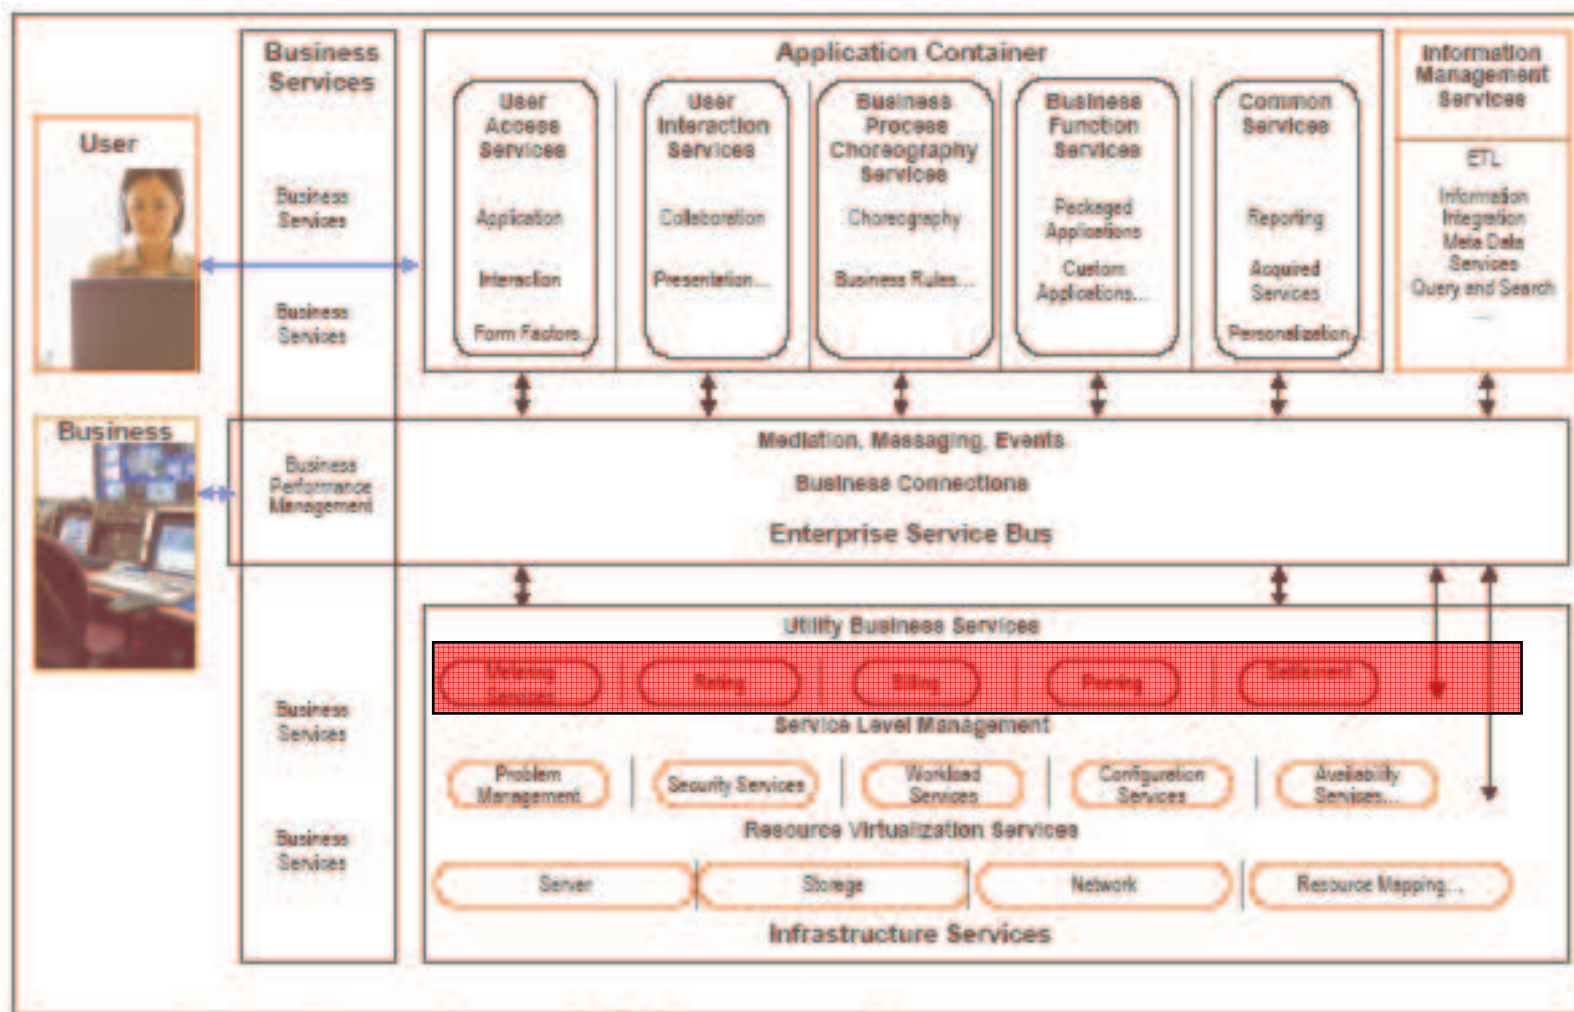 User
Business
Business
Services
Business
Services
Business
Services
Business
Performance
Management
Business
Services
Business
Services
Application Container
User
Access
Services
Application
Interaction
Form Factors...
User
Interaction
Services
Collaboration
Presentation...
Business
Process
Choreography
Services
Choreography
Business Rules...
Business
Function
Services
Packaged
Applications
Custom
Applications...
Common
Services
Reporting
Acquired
Services
Personalization...
Information
Management
Services
ETL
Information
Integration
Meta Data
Services
Query and Search
...
Mediation, Messaging, Events
Business Connections
Enterprise Service Bus
Utility Business Services
Metering
Services
Rating
Billing
Peering
Settlement
Service Level Management
Problem
Management
Security Services
Workload
Services
Configuration
Services
Availability
Services...
Resource Virtualization Services
Server
Storage
Network
Resource Mapping...
Infrastructure Services